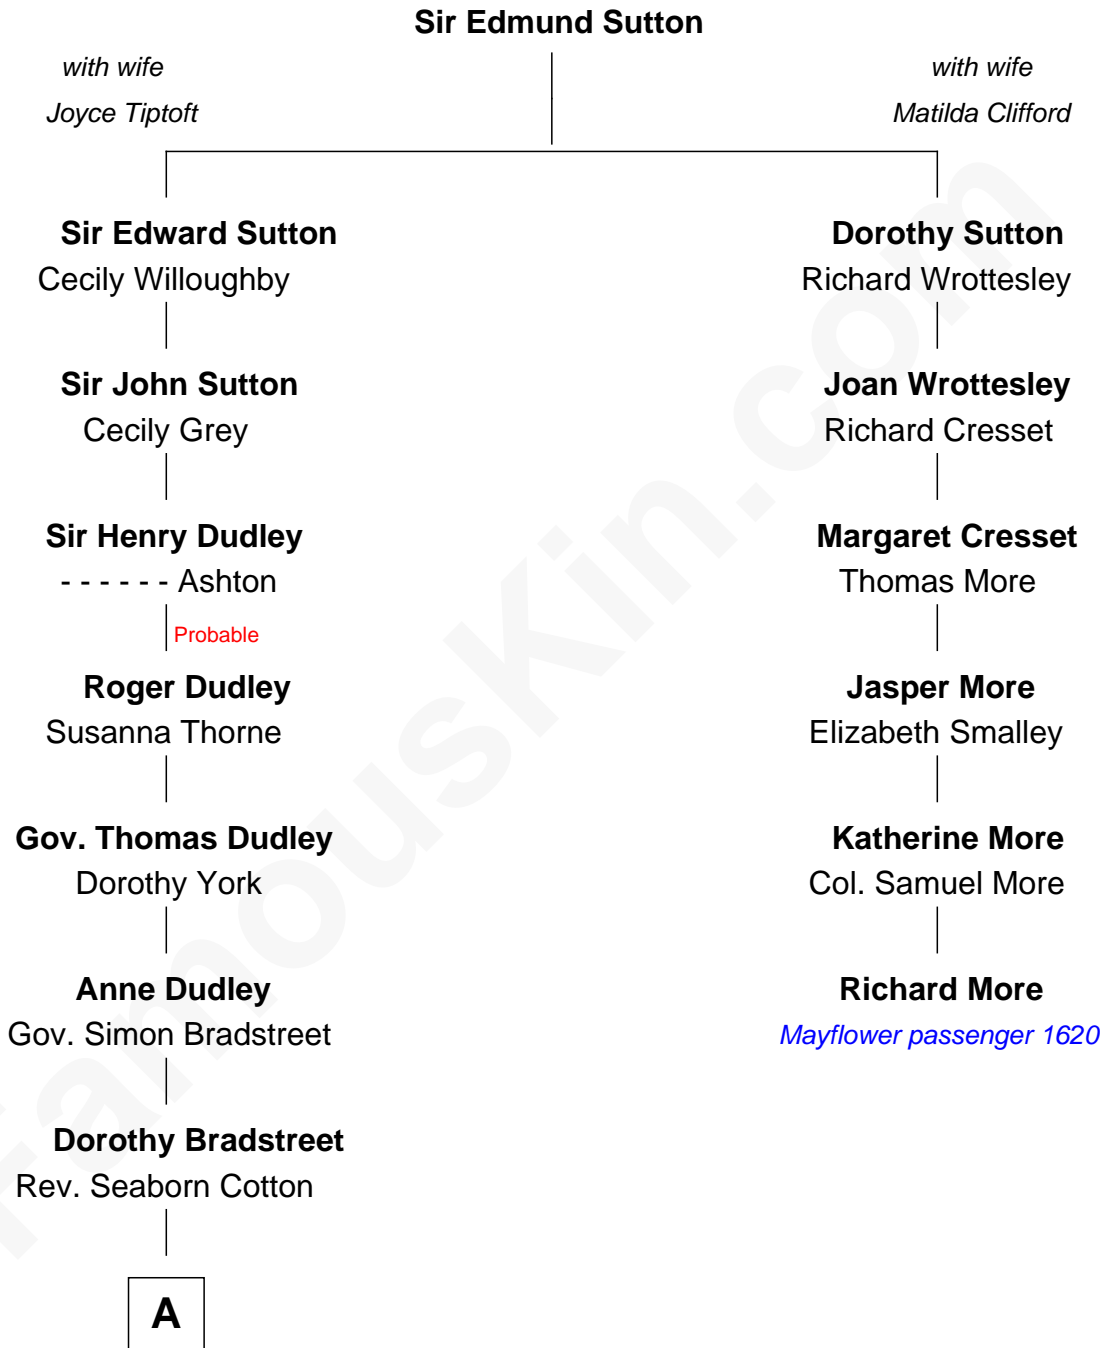 Sir Edmund Sutton
with wife
Joyce Tiptoft
with wife
Matilda Clifford
Sir Edward Sutton
Cecily Willoughby
Dorothy Sutton
Richard Wrottesley
Sir John Sutton
Cecily Grey
Joan Wrottesley
Richard Cresset
Sir Henry Dudley
- - - - - - Ashton
Probable
Margaret Cresset
Thomas More
Roger Dudley
Susanna Thorne
Jasper More
Elizabeth Smalley
Gov. Thomas Dudley
Dorothy York
Katherine More
Col. Samuel More
Anne Dudley
Gov. Simon Bradstreet
Richard More
Mayflower passenger 1620
Dorothy Bradstreet
Rev. Seaborn Cotton
A
FamousKin.com